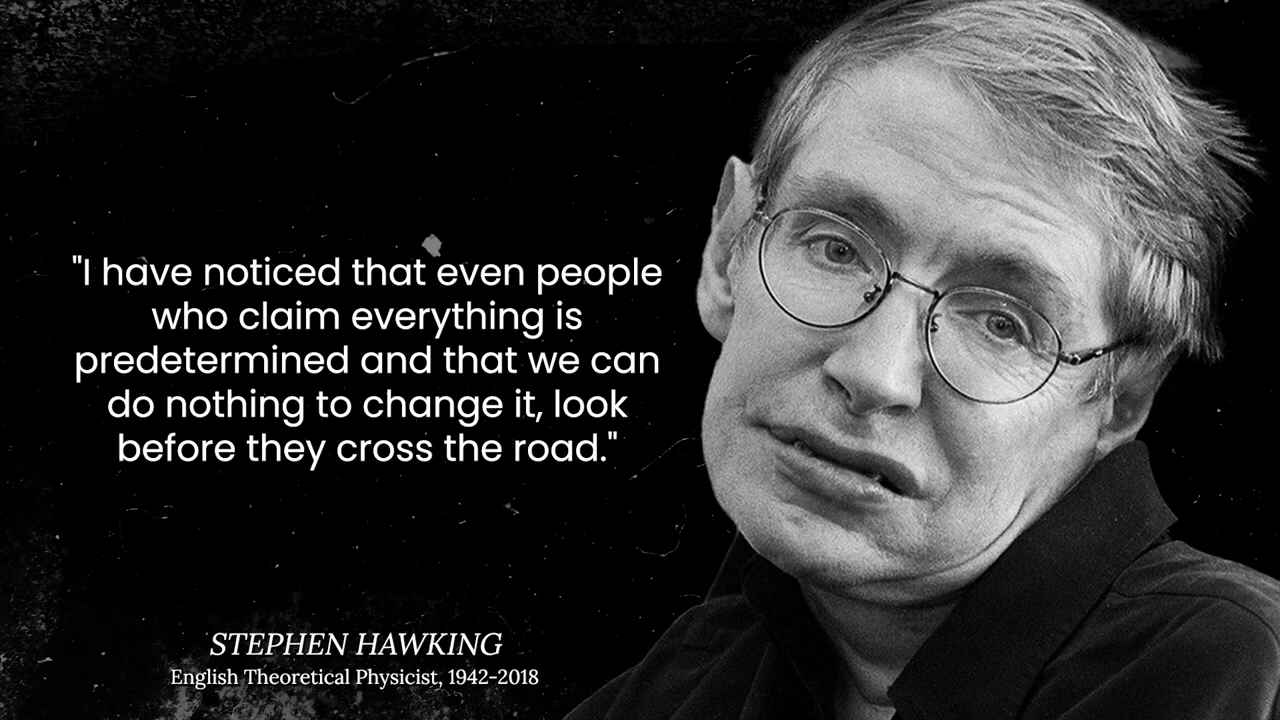 "I have noticed that even people
who claim everything is
predetermined and that we can
do nothing to change it, look
before they cross the road."
STEPHEN HAWKING
English Theoretical Physicist, 1942-2018